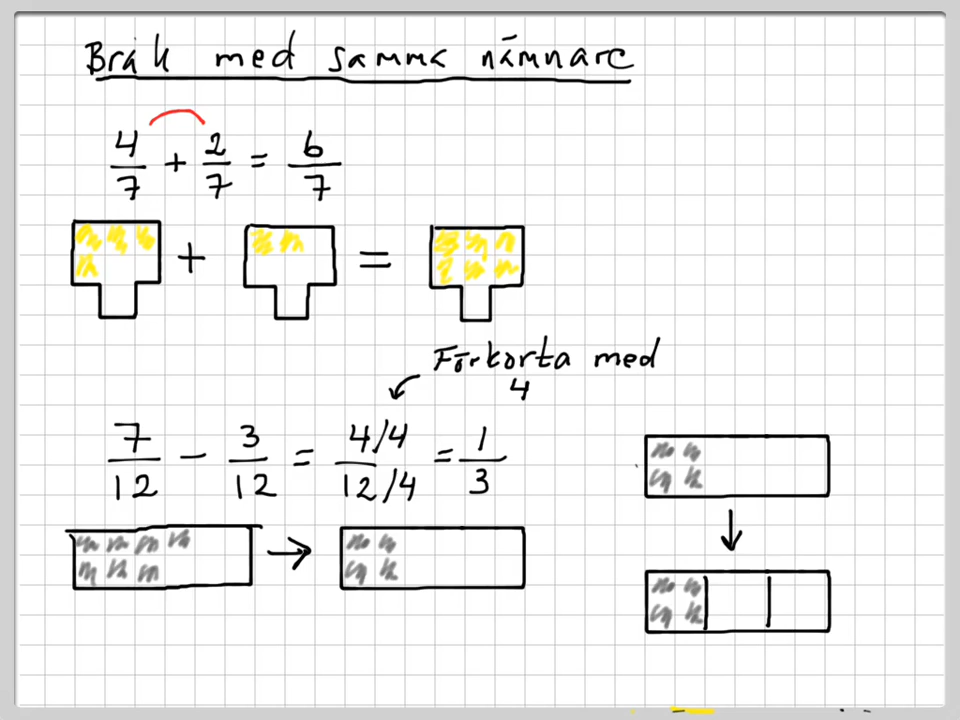 Bråk med samma nämnare
4/7 + 2/7 = 6/7
+ =
Förkorta med
4
7/12 - 3/12 = 4/4 / 12/4 = 1/3